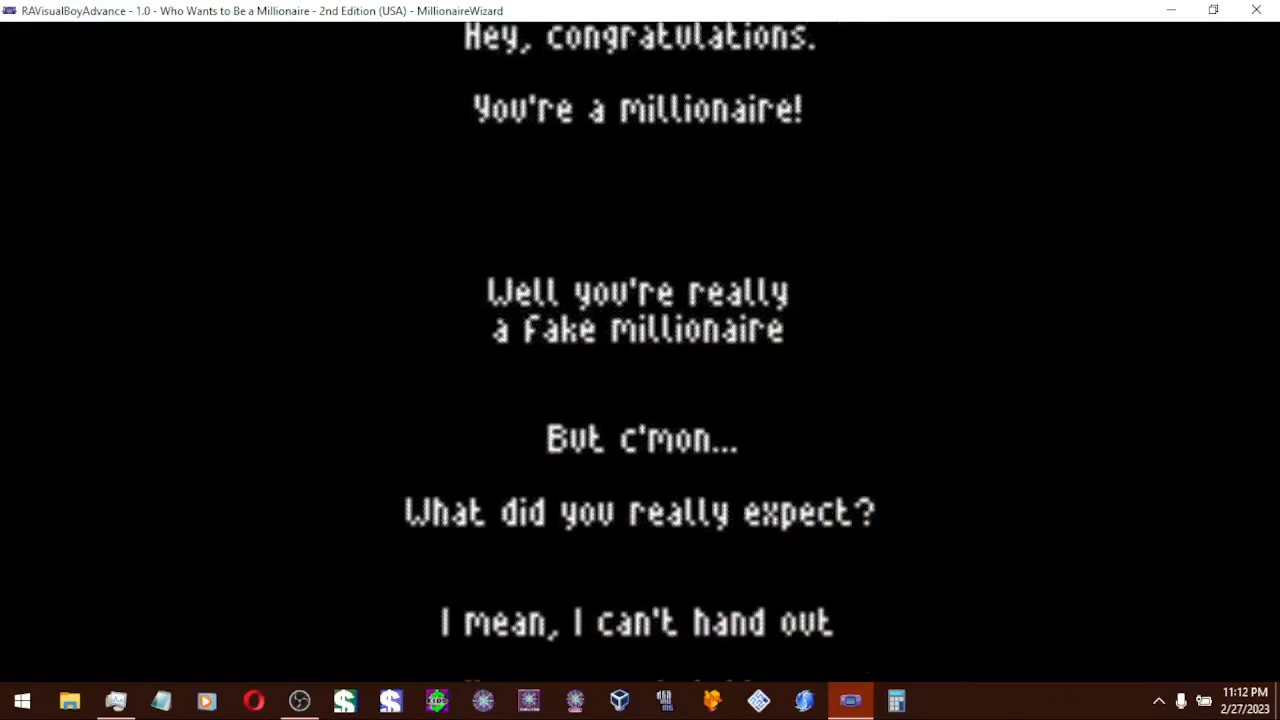 RAVisualBoyAdvance - 1.0 - Who Wants to Be a Millionaire - 2nd Edition (USA) - MillionaireWizard
Hey, congratulations.
You're a millionaire!
Well you're really
a fake millionaire
But c'mon...
What did you really expect?
I mean, I can't hand out
KIDS
11:12 PM
2/27/2023